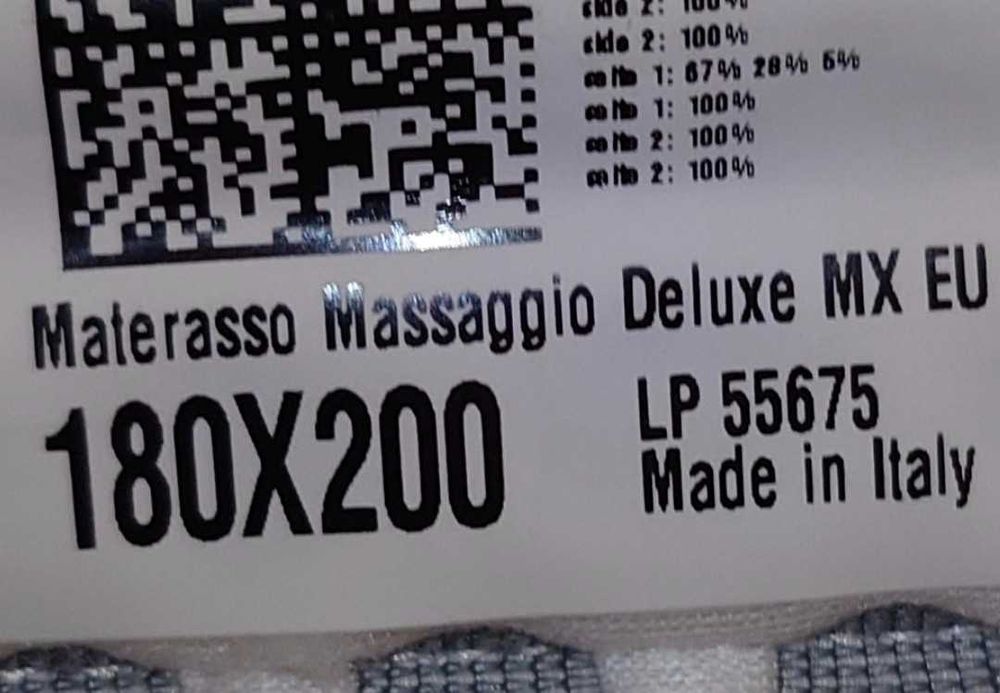 side 2: 100%
side 2: 100%
67% 28% 5%
1: 100%
2: 100%
2: 100%
Materasso Massaggio Deluxe MX EU
180X200
LP 55675
Made in Italy